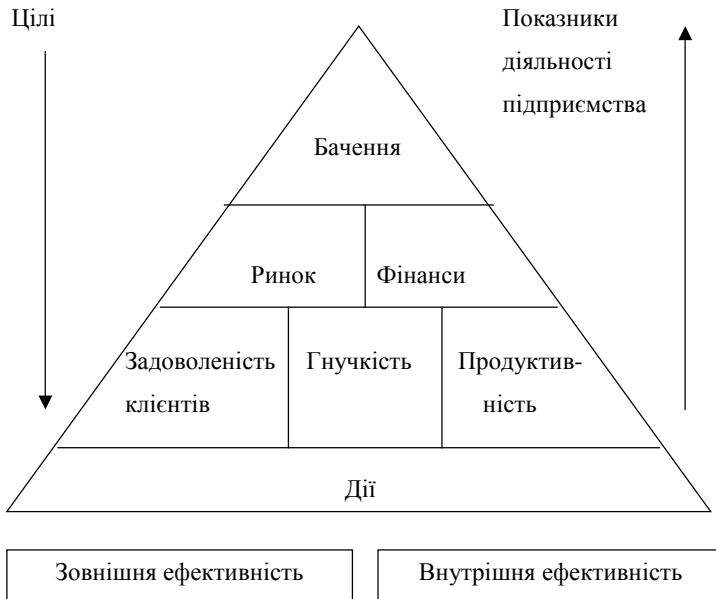 Цілі
Показники
діяльності
підприємства
Бачення
Ринок
Фінанси
Задоволеність
клієнтів
Гнучкість
Продуктив-
ність
Дії
Зовнішня ефективність
Внутрішня ефективність